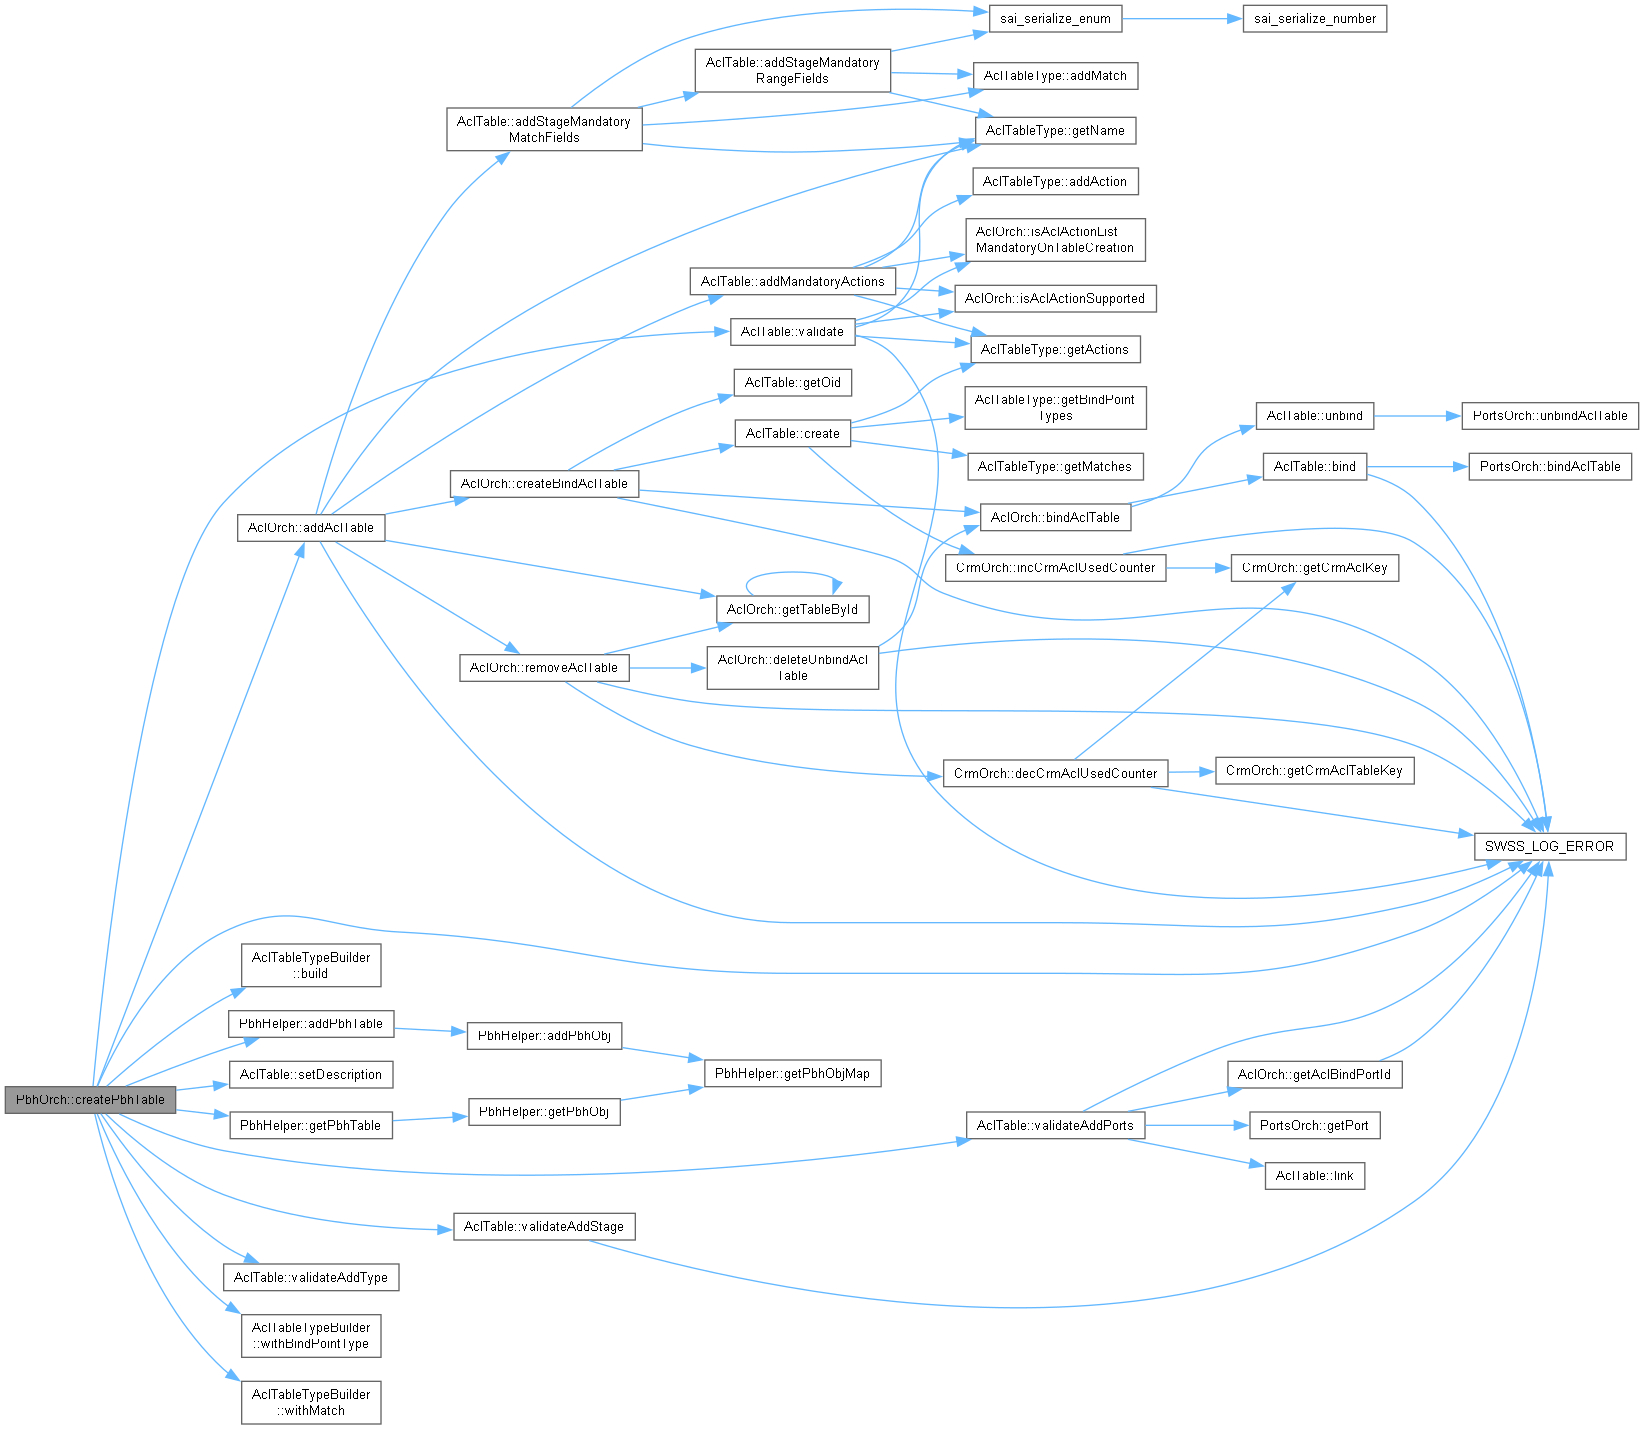 sai_serialize_enum
sai_serialize_number
AclTable::addStageMandatory
RangeFields
AclTableType::addMatch
AclTable::addStageMandatory
MatchFields
AclTableType::getName
AclTableType::addAction
AclOrch::isAclActionList
MandatoryOnTableCreation
AclTable::addMandatoryActions
AclOrch::isAclActionSupported
AclTable::validate
AclTableType::getActions
AclTable::getOid
AclTableType::getBindPoint
Types
AclTable::unbind
PortsOrch::unbindAclTable
AclTable::create
AclTableType::getMatches
AclTable::bind
PortsOrch::bindAclTable
AclOrch::createBindAclTable
AclOrch::bindAclTable
AclOrch::addAclTable
CrmOrch::incCrmAclUsedCounter
CrmOrch::getCrmAclKey
AclOrch::getTableById
AclOrch::removeAclTable
AclOrch::deleteUnbindAcl
Table
CrmOrch::decCrmAclUsedCounter
CrmOrch::getCrmAclTableKey
SWSS_LOG_ERROR
AclTableTypeBuilder
::build
PbhHelper::addPbhTable
PbhHelper::addPbhObj
AclTable::setDescription
PbhHelper::getPbhObjMap
AclOrch::getAclBindPortId
PbhOrch::createPbhTable
PbhHelper::getPbhTable
PbhHelper::getPbhObj
AclTable::validateAddPorts
PortsOrch::getPort
AclTable::link
AclTable::validateAddStage
AclTable::validateAddType
AclTableTypeBuilder
::withBindPointType
AclTableTypeBuilder
::withMatch